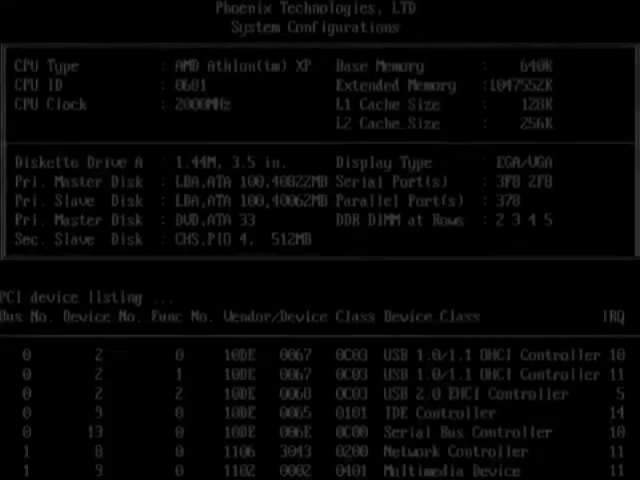 Phoenix Technologies, LTD
System Configurations
CPU Type : AMD Athlon(tm) XP Base Memory : 640K
CPU ID : 0681 Extended Memory :1047552K
CPU Clock : 2000MHz L1 Cache Size : 128K
L2 Cache Size : 256K
Diskette Drive A : 1.44M, 3.5 in. Display Type : EGA/VGA
Pri. Master Disk : LBA,ATA 100,40822MB Serial Port(s) : 3F8 2F8
Pri. Slave Disk : LBA,ATA 100,40062MB Parallel Port(s) : 378
Pri. Master Disk : DVD,ATA 33 DDR DIMM at Rows : 2 3 4 5
Sec. Slave Disk : CHS,PIO 4, 512MB
PCI device listing ...
Bus No. Device No. Func No. Vendor/Device Class Device Class IRQ
0 2 0 10DE 0067 0C03 USB 1.0/1.1 OHCI Controller 10
0 2 1 10DE 0067 0C03 USB 1.0/1.1 OHCI Controller 11
0 2 2 10DE 0068 0C03 USB 2.0 EHCI Controller 5
0 9 0 10DE 0065 0101 IDE Controller 14
0 13 0 10DE 006E 0C00 Serial Bus Controller 10
1 8 0 1106 3043 0200 Network Controller 11
1 9 0 1102 0002 0401 Multimedia Device 11